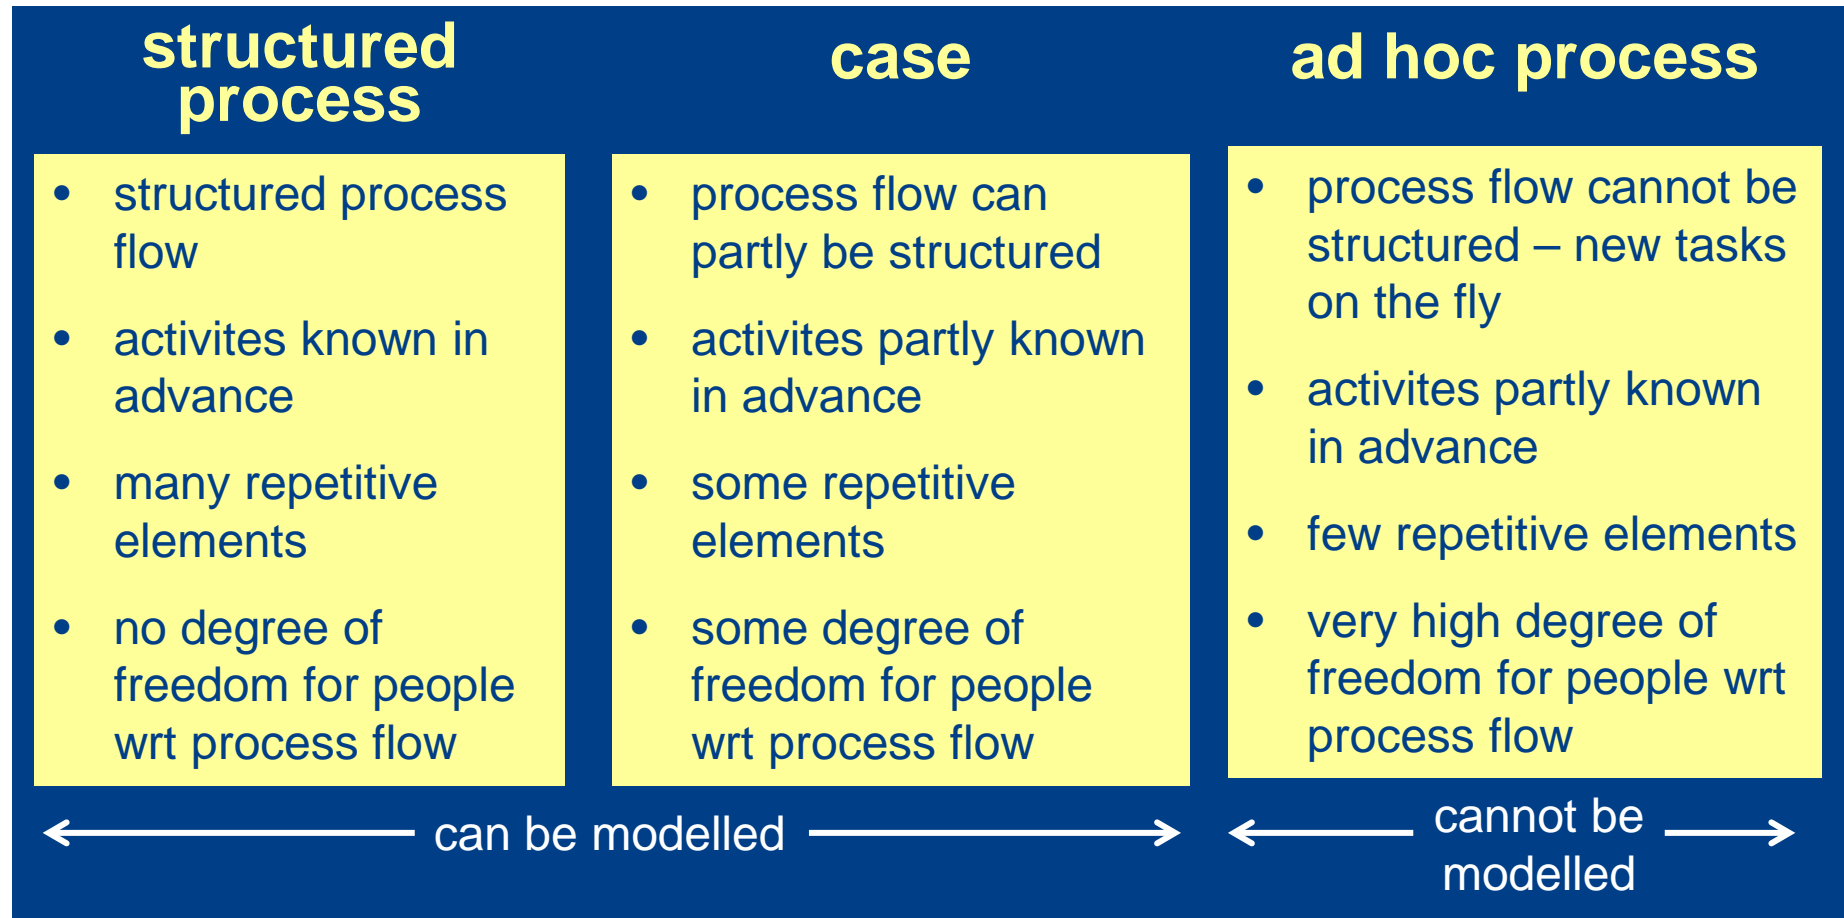 structured
process
• structured process
flow
• activites known in
advance
• many repetitive
elements
• no degree of
freedom for people
wrt process flow
case
• process flow can
partly be structured
• activites partly known
in advance
• some repetitive
elements
• some degree of
freedom for people
wrt process flow
ad hoc process
• process flow cannot be
structured – new tasks
on the fly
• activites partly known
in advance
• few repetitive elements
• very high degree of
freedom for people wrt
process flow
can be modelled
cannot be
modelled